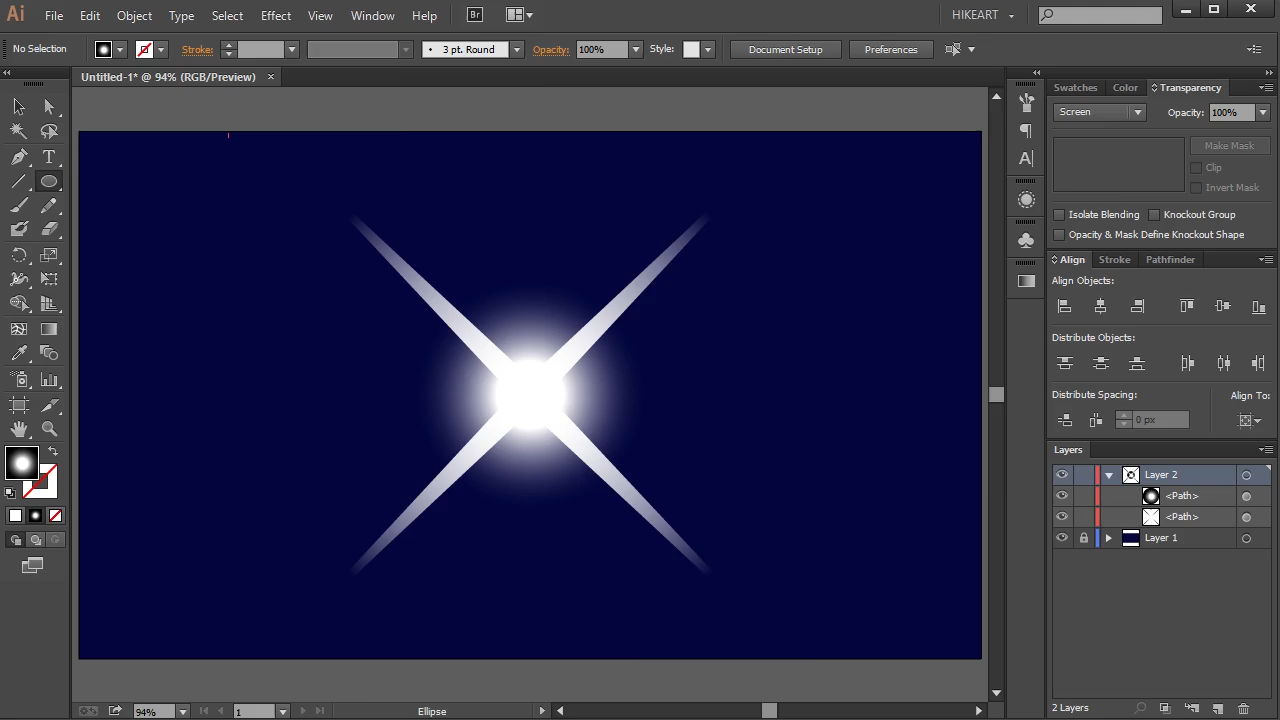 Ai File Edit Object Type Select Effect View Window Help Br HIKEART
No Selection Stroke: 3 pt. Round Opacity: 100% Style: Document Setup Preferences
Untitled-1* @ 94% (RGB/Preview)
Swatches Color Transparency
Screen Opacity: 100%
Make Mask
Clip
Invert Mask
Isolate Blending Knockout Group
Opacity & Mask Define Knockout Shape
Align Stroke Pathfinder
Align Objects:
Distribute Objects:
Distribute Spacing: Align To:
0 px
Layers
Layer 2
<Path>
<Path>
Layer 1
2 Layers
94% 1 Ellipse